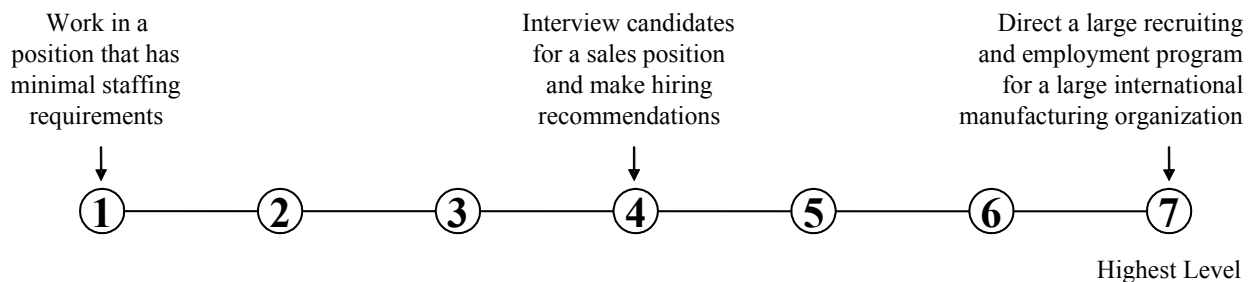 Work in a
position that has
minimal staffing
requirements
Interview candidates
for a sales position
and make hiring
recommendations
Direct a large recruiting
and employment program
for a large international
manufacturing organization
1 2 3 4 5 6 7
Highest Level